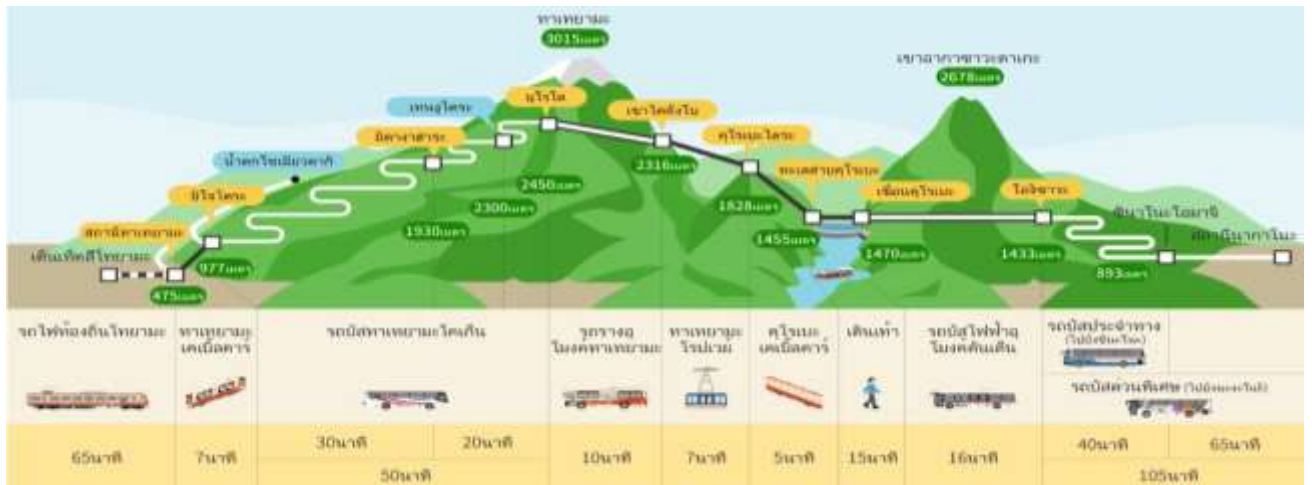 ทาเทยามะ
3015เมตร
เขาอากาซาวะดาเกะ
2678เมตร
มูโรโด
เทนกูไดระ
เขาไดคังโบ
มิดางาฮาระ
คุโรเบะไดระ
2316เมตร
น้ำตกโชเมียวดากิ
ทะเลสาบคุโรเบะ
2450เมตร
บิโจไดระ
1828เมตร
เขื่อนคุโรเบะ
โอกิซาวะ
2300เมตร
ชินาโนะโอมาจิ
สถานีทาเทยามะ
1930เมตร
1455เมตร
สถานีนากาโนะ
1470เมตร
1433เมตร
977เมตร
475เมตร
รถไฟท้องถิ่นโทยามะ
ทาเทยามะ
เคเบิ้ลคาร์
รถบัสทาเทยามะโคเก็น
รถรางอุ
โมงค์ทาเทยามะ
ทาเทยามะ
โรปเวย์
คุโรเบะ
เคเบิ้ลคาร์
เดินเท้า
รถบัสไฟฟ้าอุ
โมงค์คันเด็น
รถบัสประจำทาง
รถบัสด่วนพิเศษ
65นาที
7นาที
30นาที
20นาที
50นาที
10นาที
7นาที
5นาที
15นาที
16นาที
40นาที
65นาที
105นาที